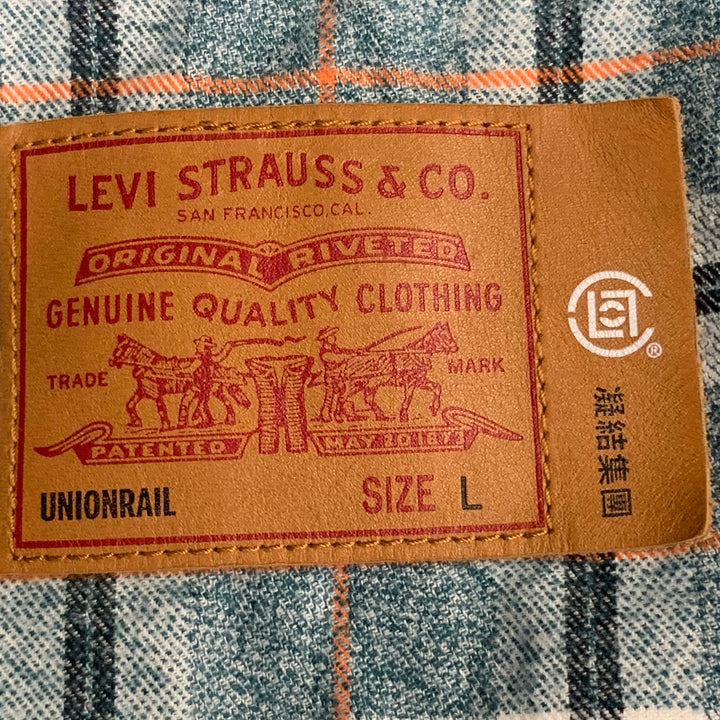 LEVI STRAUSS & CO.
SAN FRANCISCO, CAL.
ORIGINAL RIVETED
GENUINE QUALITY CLOTHING
TRADE MARK
PATENTED MAY 20 1873
UNIONRAIL SIZE L
CLOT®
凝結集團